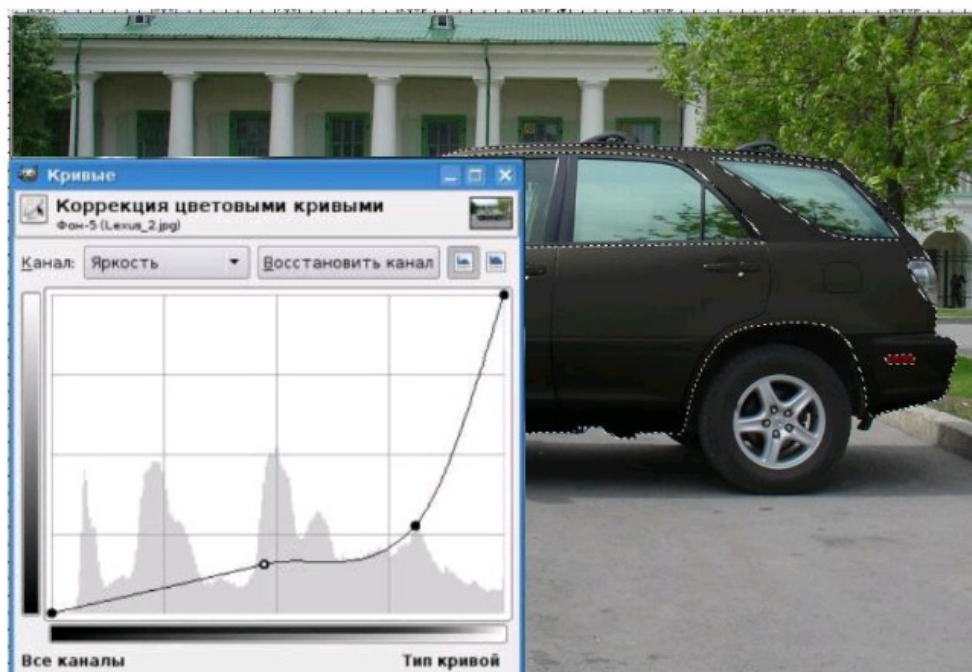 Кривые
Коррекция цветовыми кривыми
Фон-5 (Lexus_2.jpg)
Канал: Яркость Восстановить канал
Все каналы Тип кривой